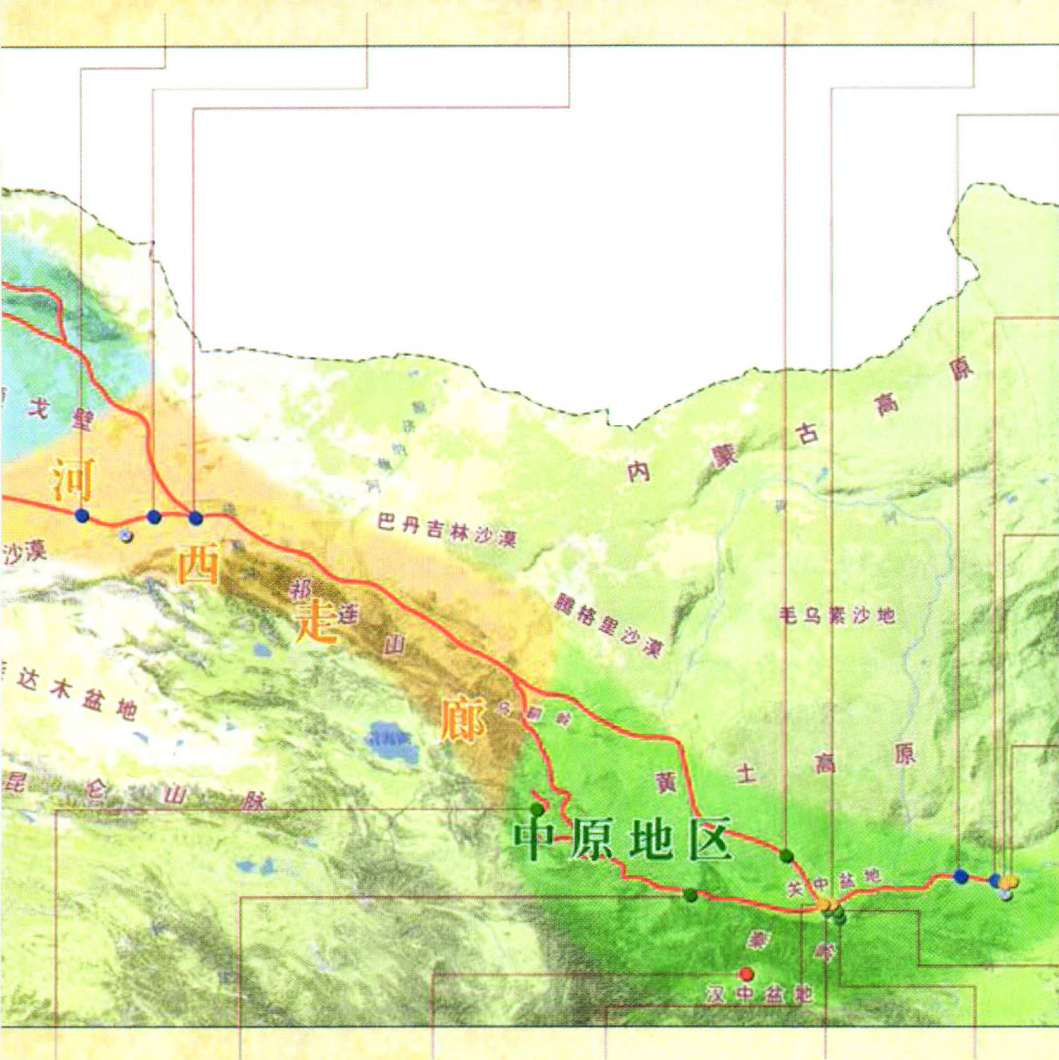 内蒙古高原
戈壁
河西走廊
巴丹吉林沙漠
沙漠
祁连山
腾格里沙漠
毛乌素沙地
达木盆地
乌鞘岭
青海湖
黄土高原
昆仑山脉
中原地区
关中盆地
秦岭
汉中盆地